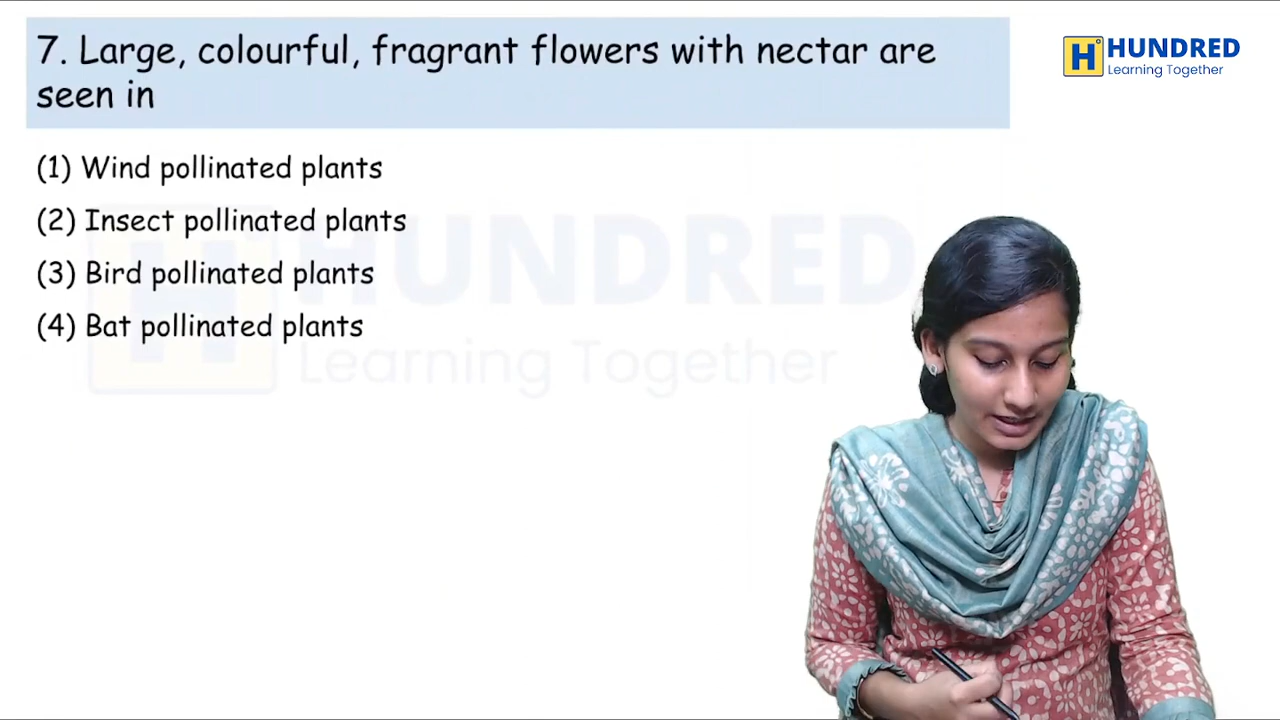 7. Large, colourful, fragrant flowers with nectar are
seen in
H° HUNDRED
Learning Together
(1) Wind pollinated plants
(2) Insect pollinated plants
(3) Bird pollinated plants
(4) Bat pollinated plants
H HUNDRED
Learning Together